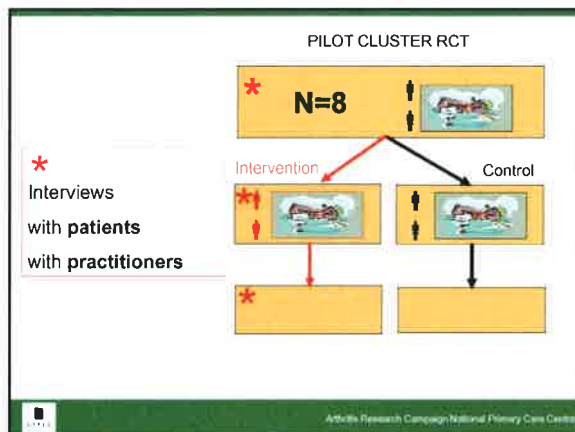 PILOT CLUSTER RCT
*
N=8
*
Interviews
with patients
with practitioners
Intervention
Control
*
*
Arthritis Research Campaign National Primary Care Centre